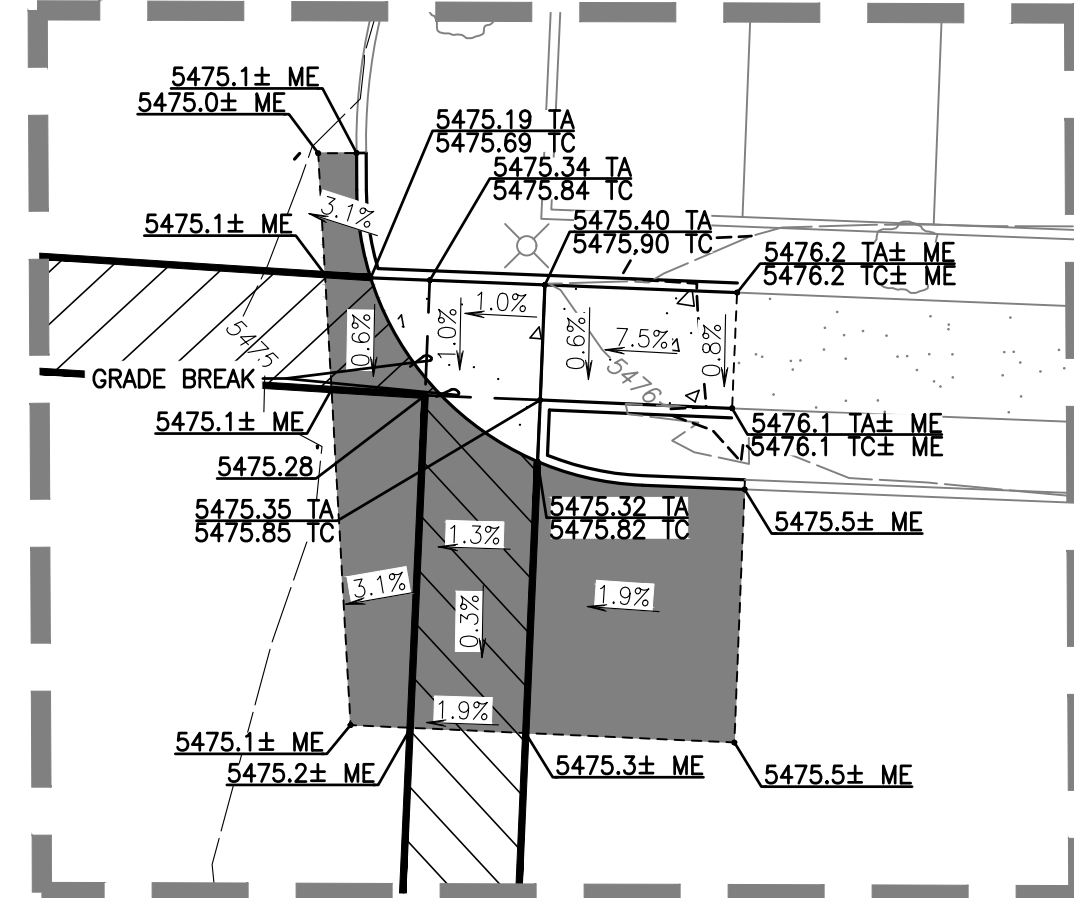 5475.1± ME
5475.0± ME
5475.19 TA
5475.69 TC
5475.34 TA
5475.84 TC
3.1%
5475.1± ME
5475.40 TA
5475.90 TC
5476.2 TA± ME
5476.2 TC± ME
1.0%
1.0%
0.6%
0.6%
7.5%
0.8%
5475
5476
GRADE BREAK
5475.1± ME
5476.1 TA± ME
5476.1 TC± ME
5475.28
5475.35 TA
5475.85 TC
5475.32 TA
5475.82 TC
5475.5± ME
1.3%
3.1%
0.3%
1.9%
1.9%
5475.1± ME
5475.2± ME
5475.3± ME
5475.5± ME